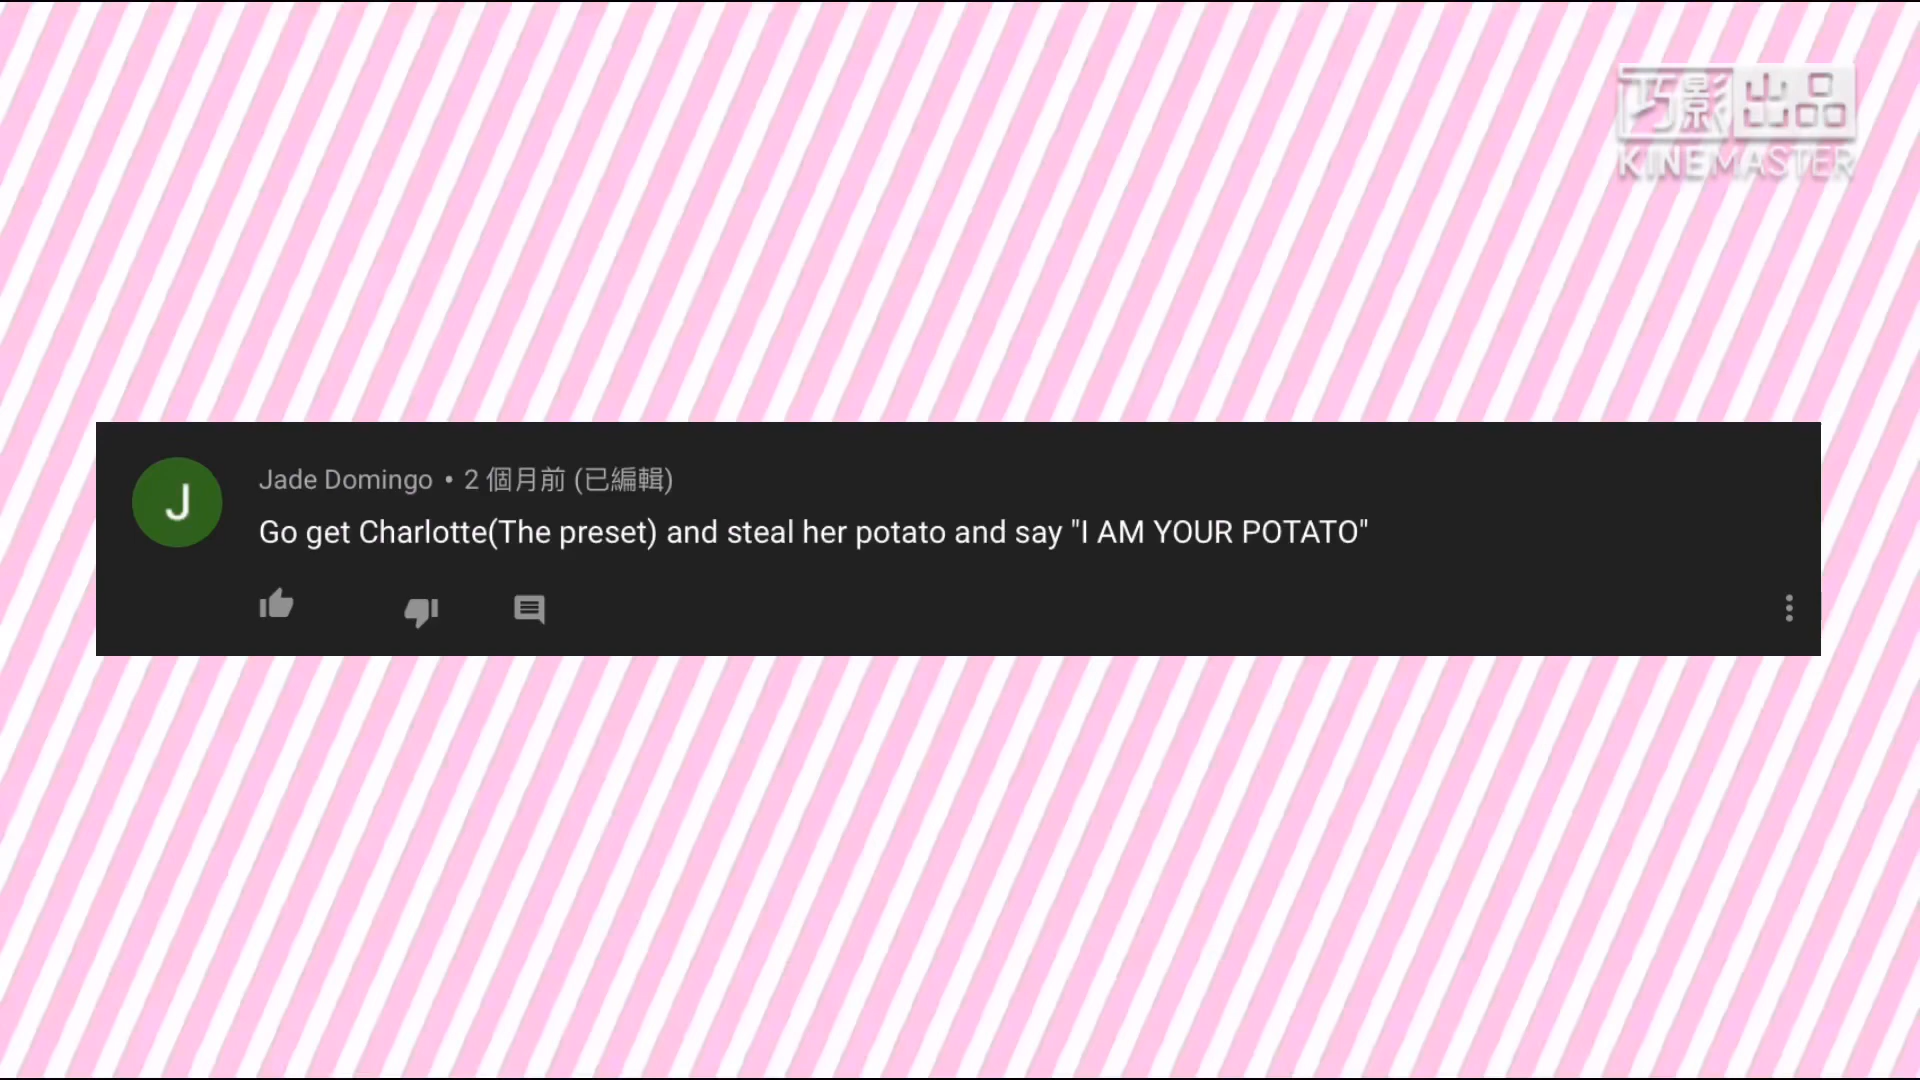 巧影出品
KINEMASTER
J
Jade Domingo • 2 個月前 (已編輯)
Go get Charlotte(The preset) and steal her potato and say "I AM YOUR POTATO"